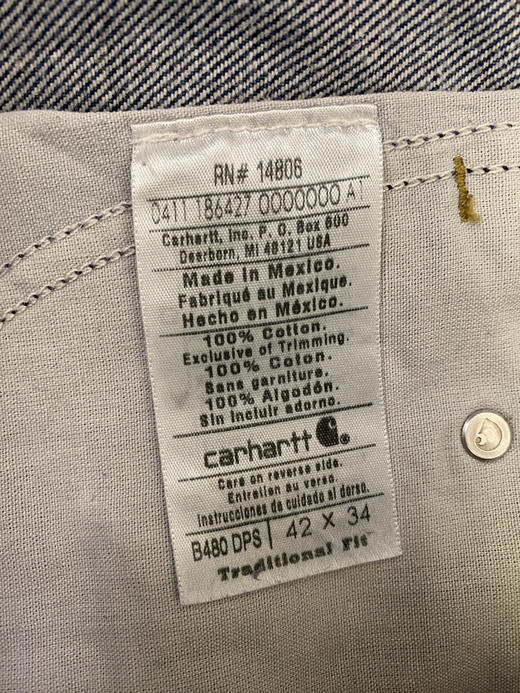 RN# 14806
0411 186427 0000000 A1
Carhartt, Inc. P. O. Box 600
Dearborn, MI 48121 USA
Made in Mexico.
Fabriqué au Mexique.
Hecho en México.
100% Cotton.
Exclusive of Trimming.
100% Coton.
Sans garniture.
100% Algodón.
Sin incluir adorno.
carhartt ®
Care on reverse side.
Entretien au verso.
Instrucciones de cuidado al dorso.
B480 DPS | 42 X 34
Traditional Fit